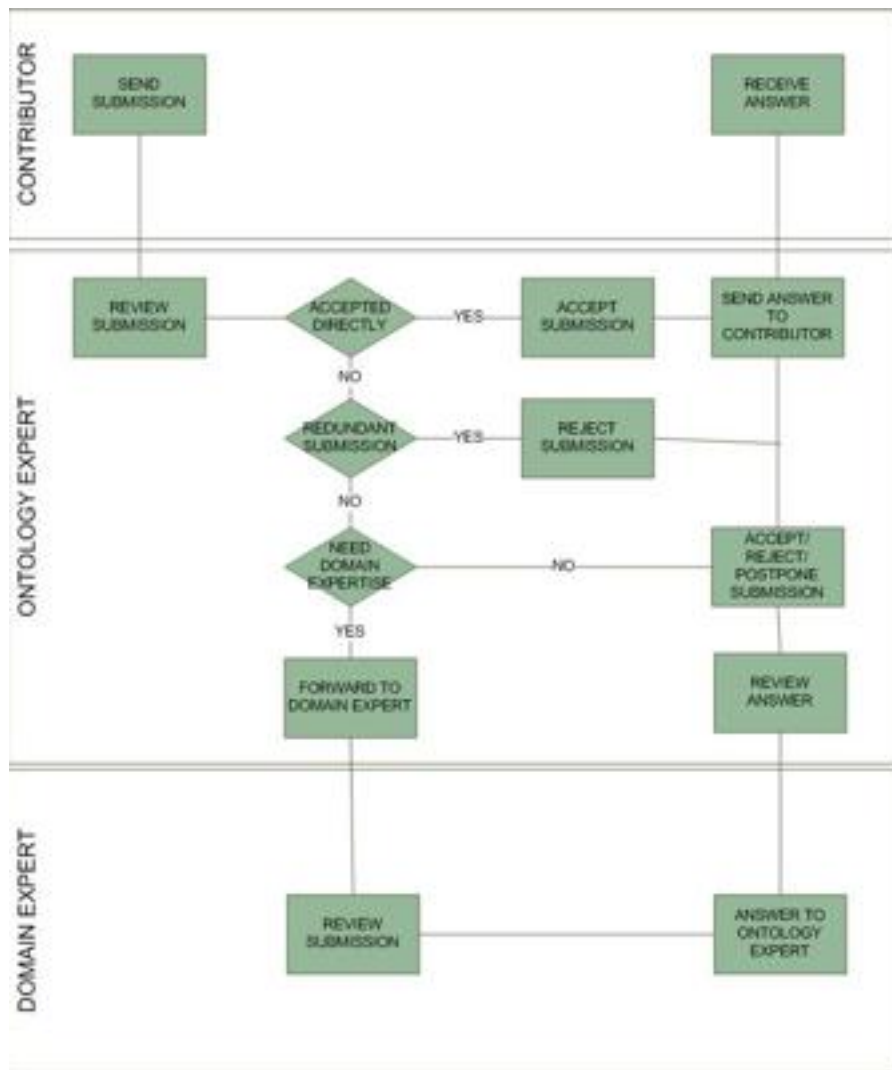 CONTRIBUTOR
SEND
SUBMISSION
RECEIVE
ANSWER
ONTOLOGY EXPERT
REVIEW
SUBMISSION
ACCEPTED
DIRECTLY
YES
ACCEPT
SUBMISSION
SEND ANSWER
TO
CONTRIBUTOR
NO
REDUNDANT
SUBMISSION
YES
REJECT
SUBMISSION
NO
NEED
DOMAIN
EXPERTISE
NO
ACCEPT/
REJECT/
POSTPONE
SUBMISSION
YES
FORWARD TO
DOMAIN EXPERT
REVIEW
ANSWER
DOMAIN EXPERT
REVIEW
SUBMISSION
ANSWER TO
ONTOLOGY
EXPERT